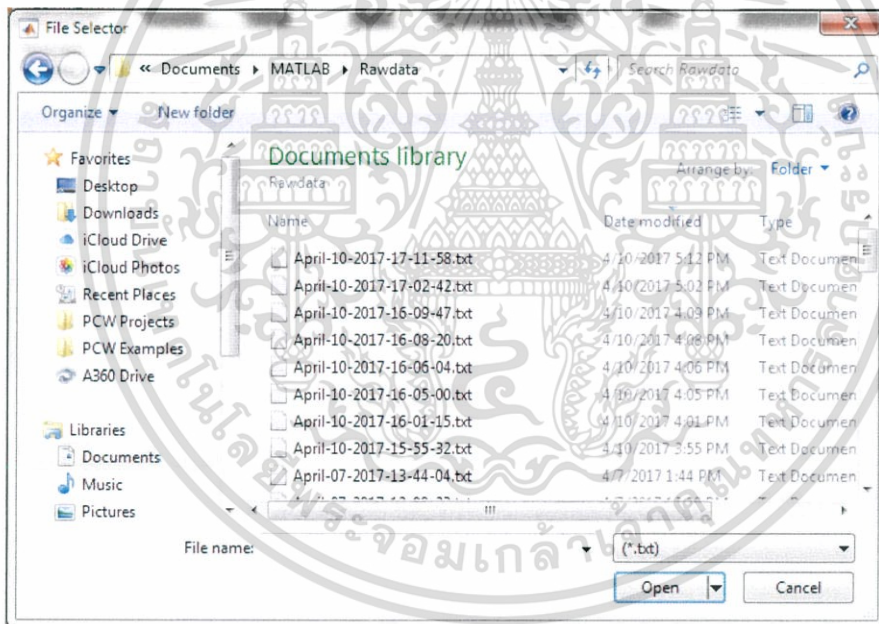 File Selector
« Documents ▸ MATLAB ▸ Rawdata
Search Rawdata
Organize ▾ New folder
Favorites
Desktop
Downloads
iCloud Drive
iCloud Photos
Recent Places
PCW Projects
PCW Examples
A360 Drive
Libraries
Documents
Music
Pictures
Documents library
Rawdata
Arrange by: Folder ▾
Name Date modified Type
April-10-2017-17-11-58.txt 4/10/2017 5:12 PM Text Documen
April-10-2017-17-02-42.txt 4/10/2017 5:02 PM Text Documen
April-10-2017-16-09-47.txt 4/10/2017 4:09 PM Text Documen
April-10-2017-16-08-20.txt 4/10/2017 4:08 PM Text Documen
April-10-2017-16-06-04.txt 4/10/2017 4:06 PM Text Documen
April-10-2017-16-05-00.txt 4/10/2017 4:05 PM Text Documen
April-10-2017-16-01-15.txt 4/10/2017 4:01 PM Text Documen
April-10-2017-15-55-32.txt 4/10/2017 3:55 PM Text Documen
April-07-2017-13-44-04.txt 4/7/2017 1:44 PM Text Documen
File name:
(*.txt)
Open
Cancel